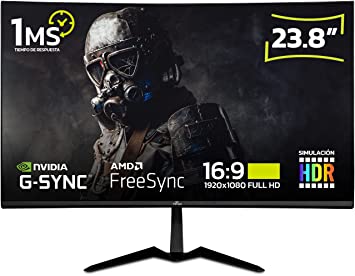 1MS
TIEMPO DE RESPUESTA
23.8”
NVIDIA
G-SYNC
AMD
FreeSync
16:9
1920x1080 FULL HD
SIMULACIÓN
HDR